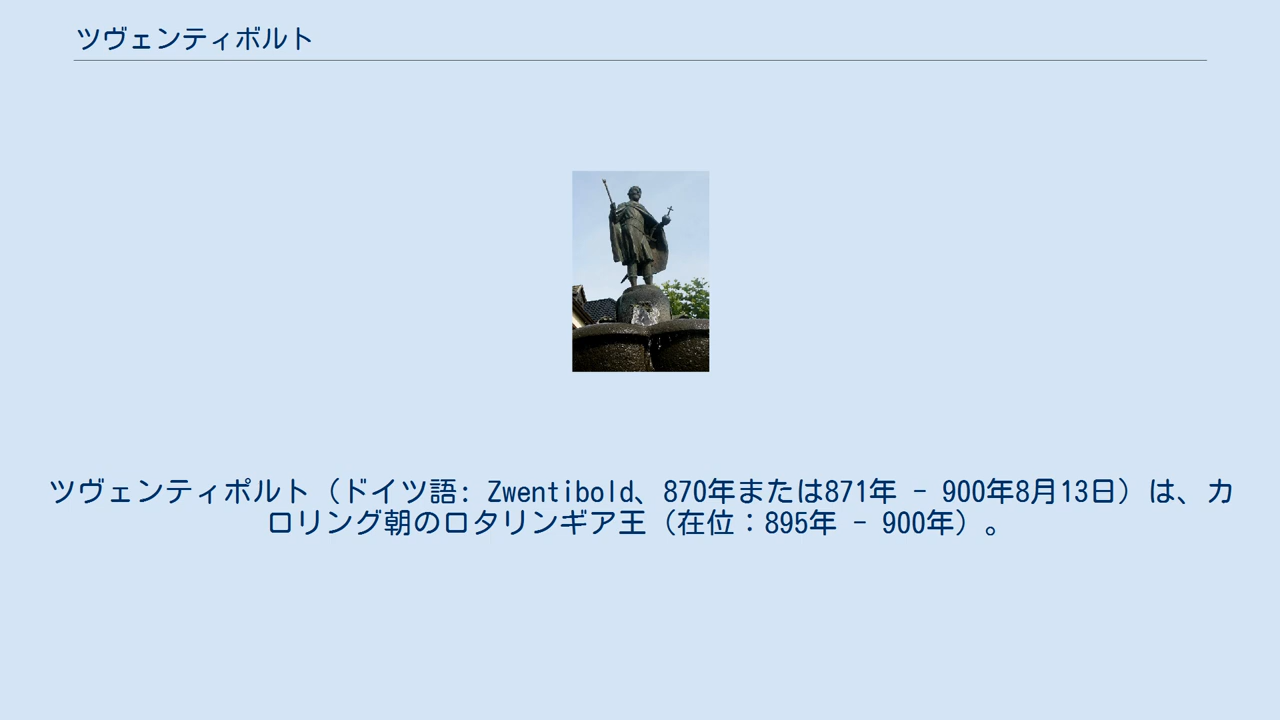 ツヴェンティボルト
ツヴェンティポルト（ドイツ語: Zwentibold、870年または871年 - 900年8月13日）は、カ
ロリング朝のロタリンギア王（在位：895年 - 900年）。